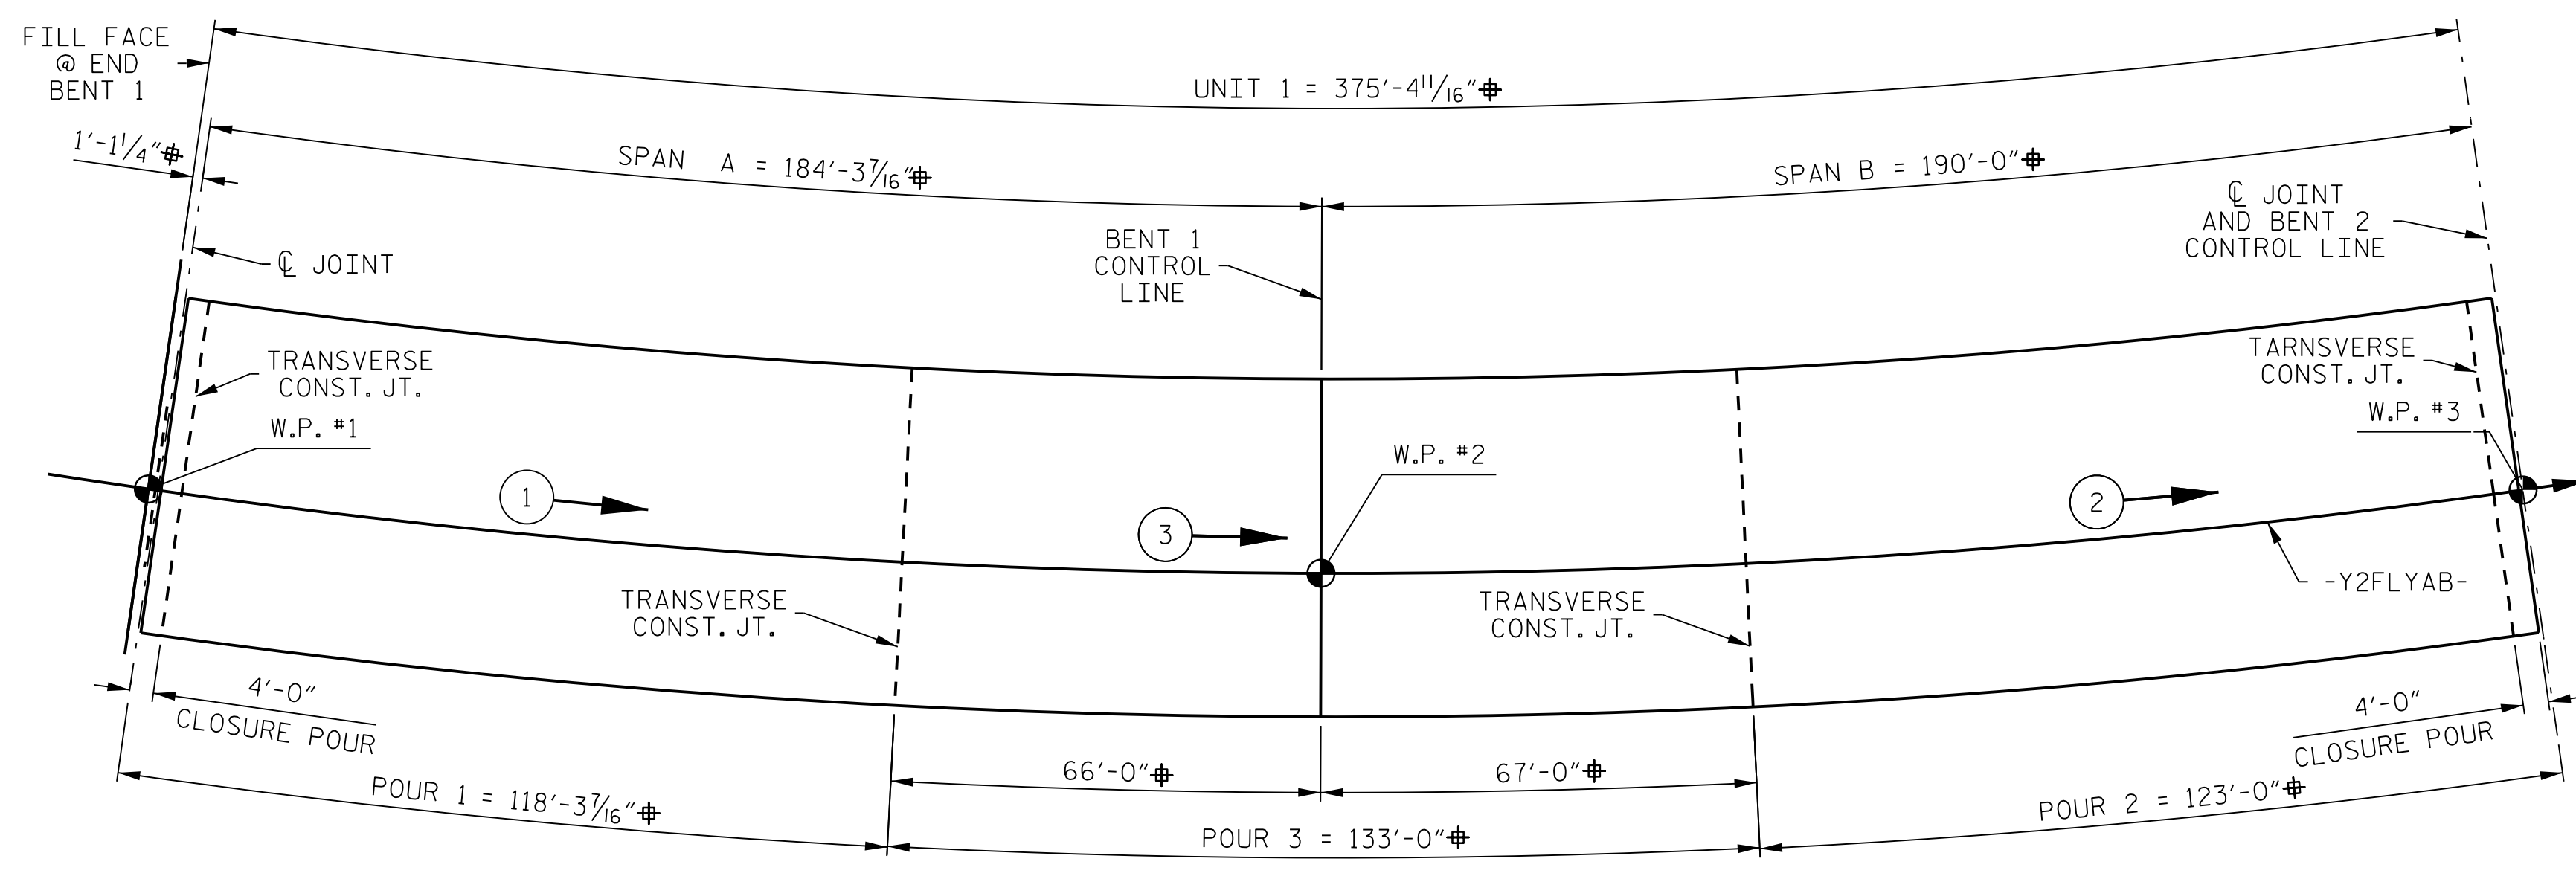 FILL FACE
@ END
BENT 1
UNIT 1 = 375′-4 11/16″⌖
1′-1 1/4″⌖
SPAN A = 184′-3 7/16″⌖
SPAN B = 190′-0″⌖
℄ JOINT
BENT 1
CONTROL
LINE
℄ JOINT
AND BENT 2
CONTROL LINE
TRANSVERSE
CONST. JT.
TARNSVERSE
CONST. JT.
W.P. #1
W.P. #2
W.P. #3
1
3
2
-Y2FLYAB-
TRANSVERSE
CONST. JT.
TRANSVERSE
CONST. JT.
4′-0″
CLOSURE POUR
4′-0″
CLOSURE POUR
66′-0″⌖
67′-0″⌖
POUR 1 = 118′-3 7/16″⌖
POUR 3 = 133′-0″⌖
POUR 2 = 123′-0″⌖